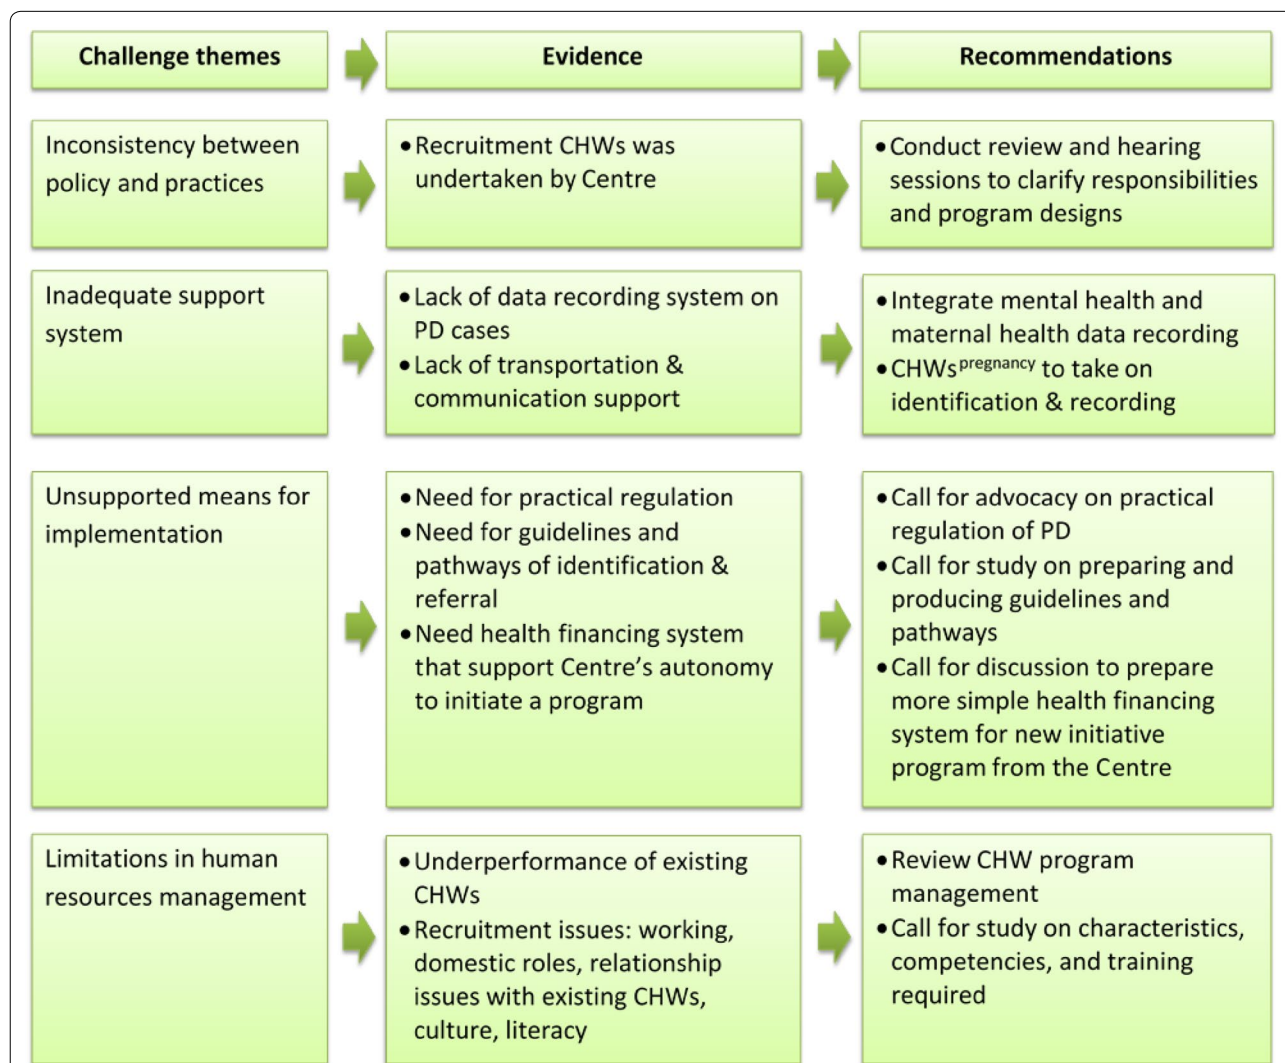 Challenge themes
Evidence
Recommendations
Inconsistency between
policy and practices
•Recruitment CHWs was
undertaken by Centre
•Conduct review and hearing
sessions to clarify responsibilities
and program designs
Inadequate support
system
•Lack of data recording system on
PD cases
•Lack of transportation &
communication support
•Integrate mental health and
maternal health data recording
•CHWs^pregnancy to take on
identification & recording
Unsupported means for
implementation
•Need for practical regulation
•Need for guidelines and
pathways of identification &
referral
•Need health financing system
that support Centre’s autonomy
to initiate a program
•Call for advocacy on practical
regulation of PD
•Call for study on preparing and
producing guidelines and
pathways
•Call for discussion to prepare
more simple health financing
system for new initiative
program from the Centre
Limitations in human
resources management
•Underperformance of existing
CHWs
•Recruitment issues: working,
domestic roles, relationship
issues with existing CHWs,
culture, literacy
•Review CHW program
management
•Call for study on characteristics,
competencies, and training
required